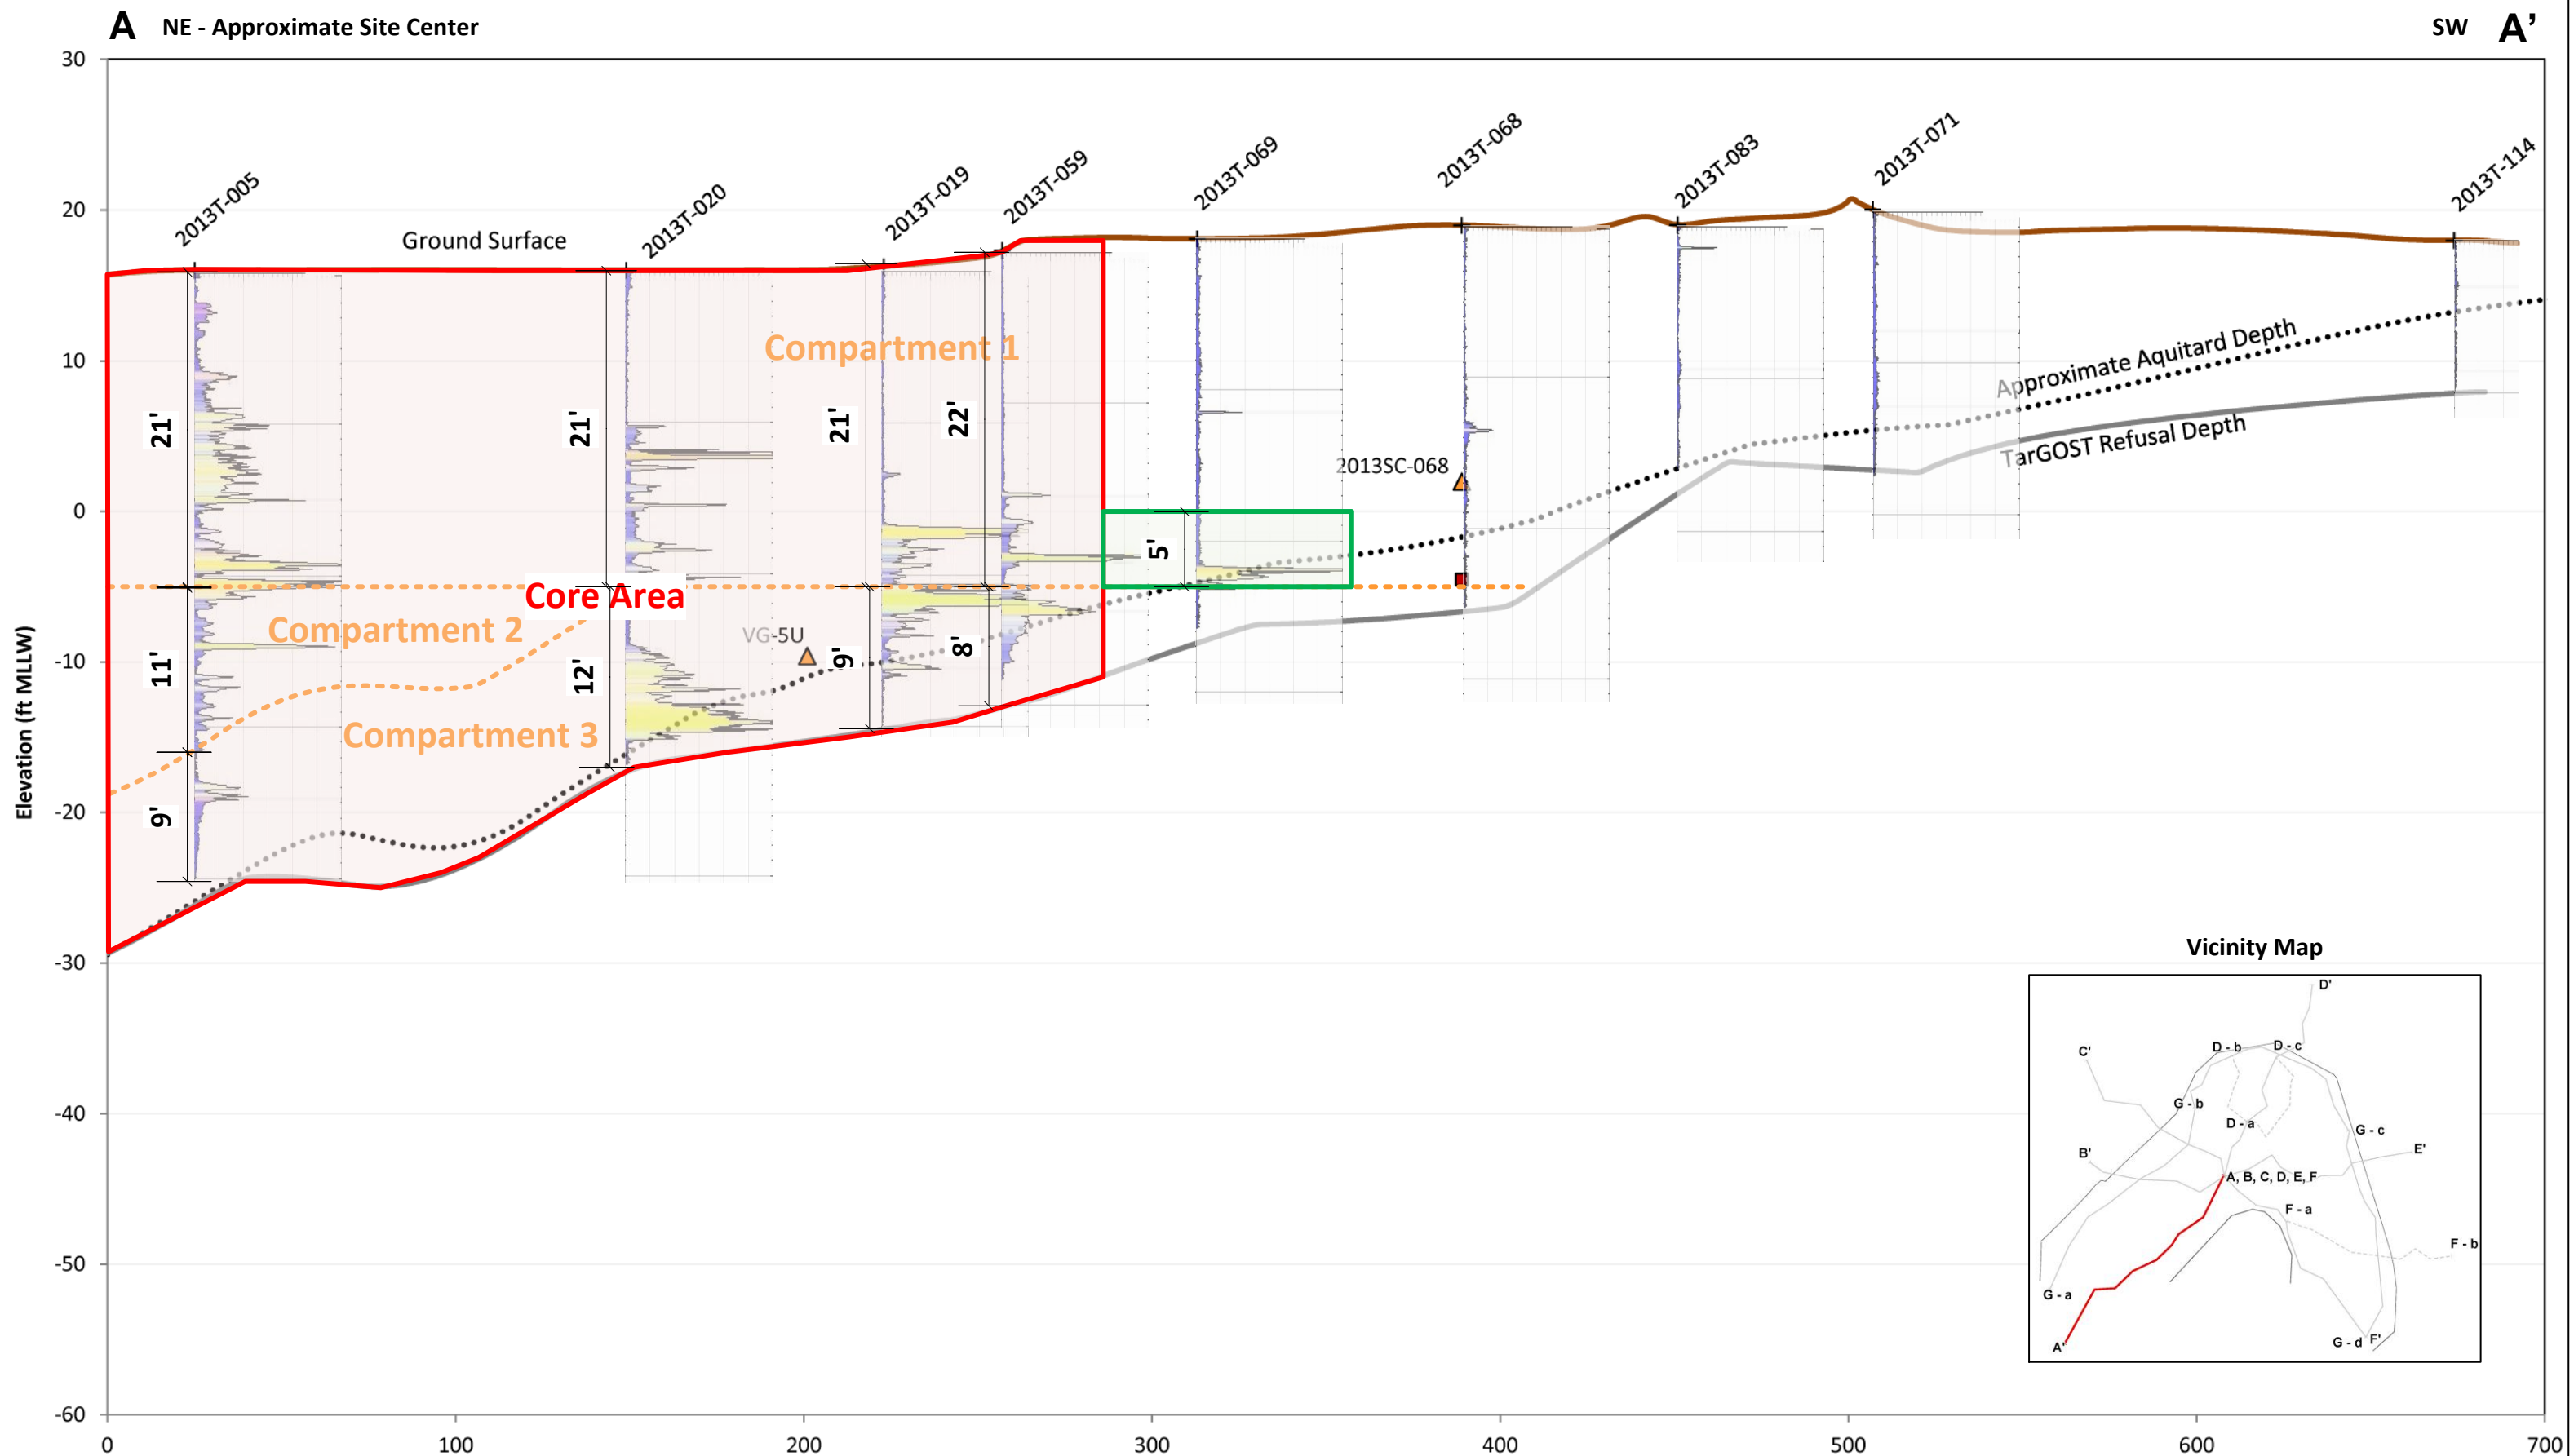 A NE - Approximate Site Center SW A’
30
20
10
0
-10
-20
-30
-40
-50
-60
Elevation (ft MLLW)
0 100 200 300 400 500 600 700
2013T-005
2013T-020
2013T-019
2013T-059
2013T-069
2013T-068
2013T-083
2013T-071
2013T-114
Ground Surface
Compartment 1
21'
21'
21'
22'
Approximate Aquitard Depth
TarGOST Refusal Depth
2013SC-068
5'
Core Area
Compartment 2
VG-5U
11'
12'
9'
8'
Compartment 3
9'
Vicinity Map
D'
C'
D - b
D - c
G - b
D - a
G - c
B'
E'
A, B, C, D, E, F
F - a
F - b
G - a
A'
G - d
F'